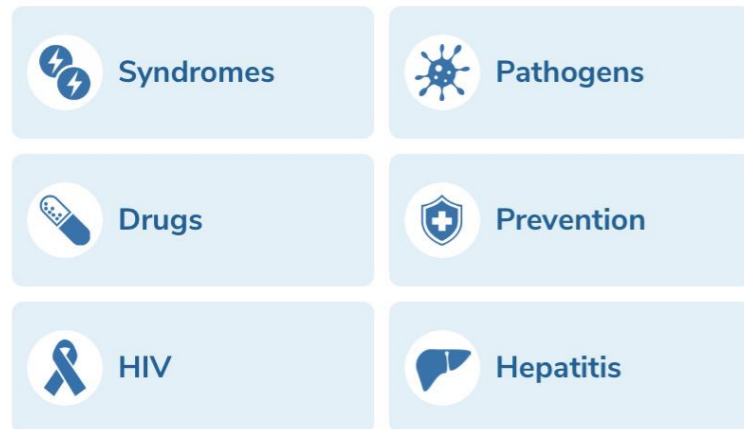 Syndromes
Pathogens
Drugs
Prevention
HIV
Hepatitis